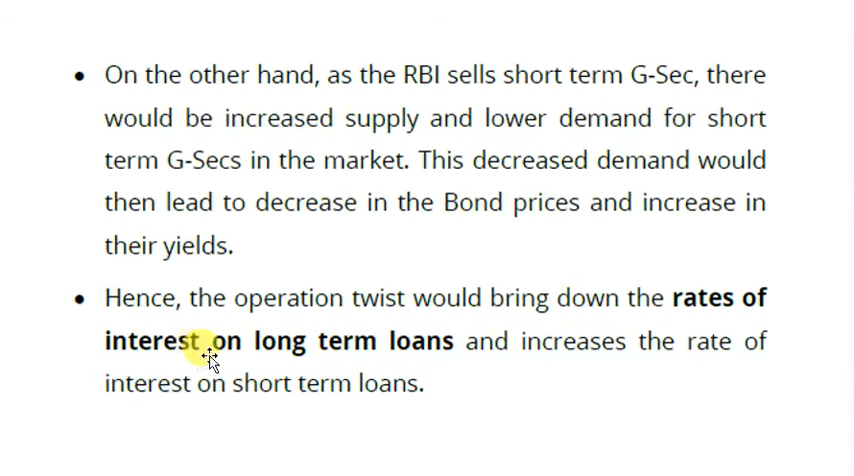 • On the other hand, as the RBI sells short term G-Sec, there
would be increased supply and lower demand for short
term G-Secs in the market. This decreased demand would
then lead to decrease in the Bond prices and increase in
their yields.
• Hence, the operation twist would bring down the rates of
interest on long term loans and increases the rate of
interest on short term loans.